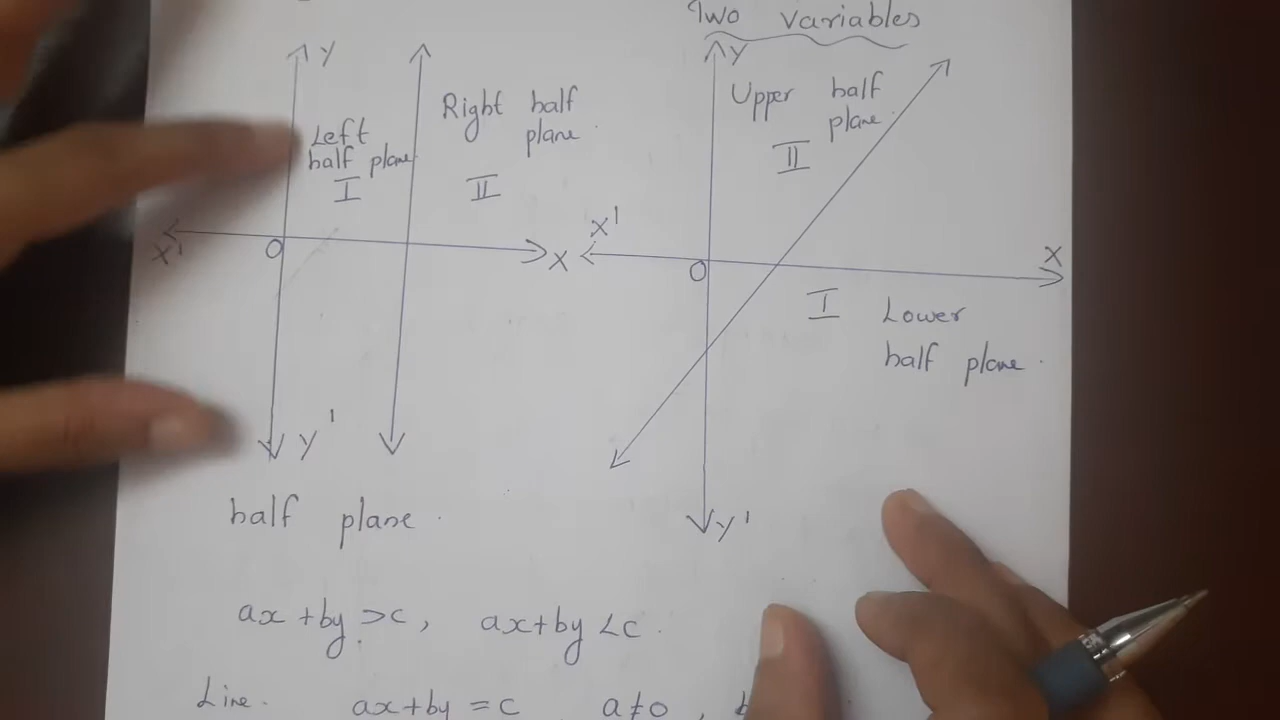 Two Variables
Y
Left
half plane
I
Right half
plane.
II
X'
O
X
Y'
Y
Upper half
plane.
II
X'
O
X
I Lower
half plane.
Y'
half plane.
ax + by > c, ax + by < c.
Line. ax + by = c, a ≠ 0,